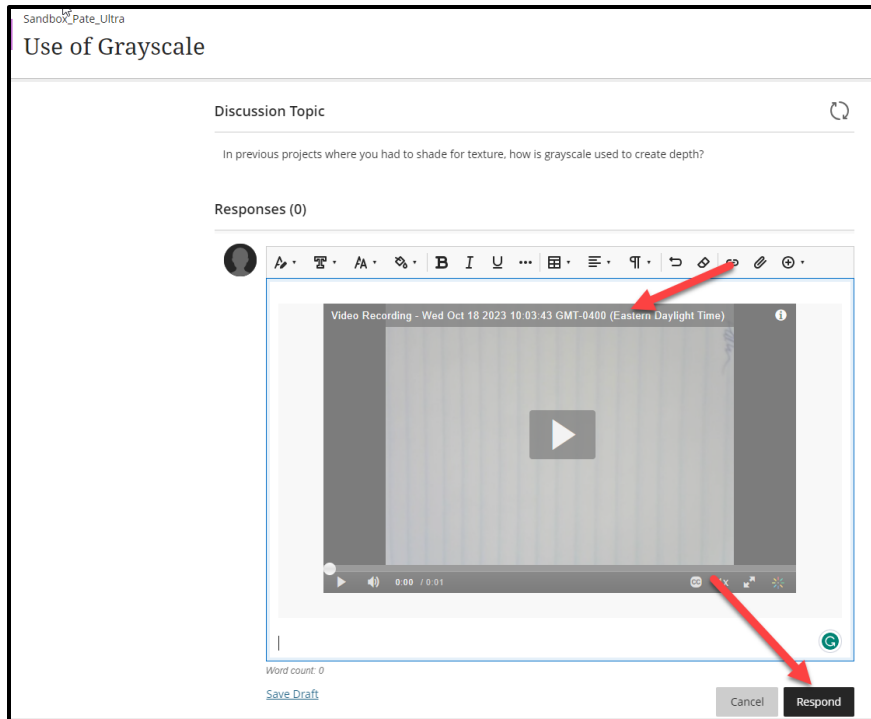 Sandbox_Pate_Ultra
Use of Grayscale
Discussion Topic
In previous projects where you had to shade for texture, how is grayscale used to create depth?
Responses (0)
B I U
Video Recording - Wed Oct 18 2023 10:03:43 GMT-0400 (Eastern Daylight Time)
0:00 / 0:01
CC
Word count: 0
Save Draft
Cancel Respond